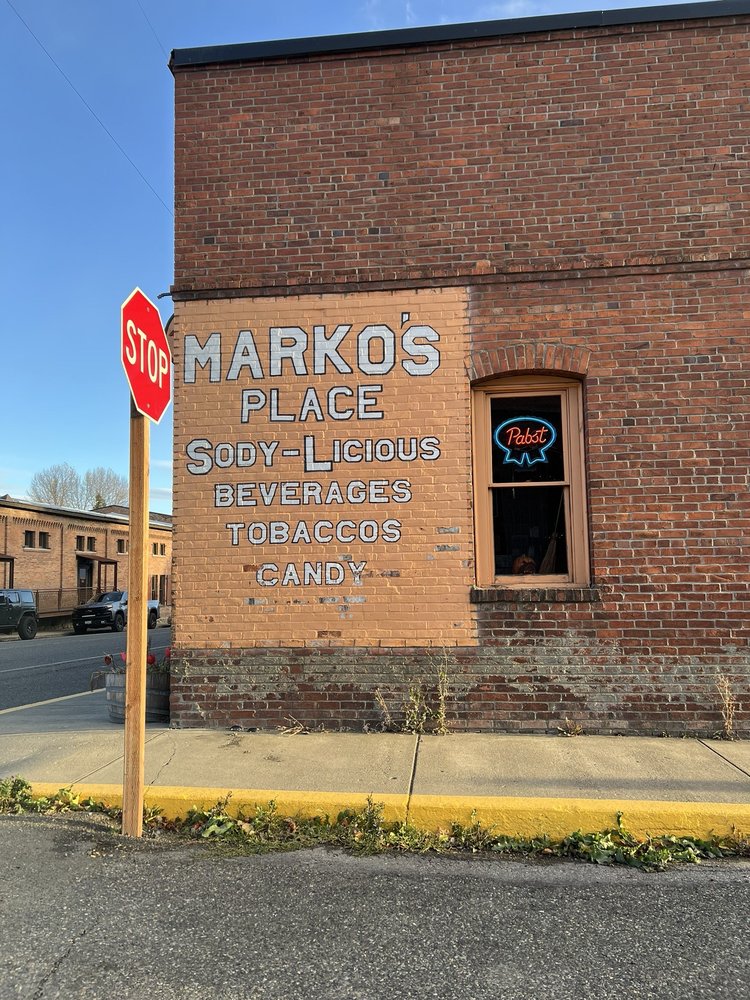 STOP
MARKO'S
PLACE
SODY-LICIOUS
BEVERAGES
TOBACCOS
CANDY
Pabst